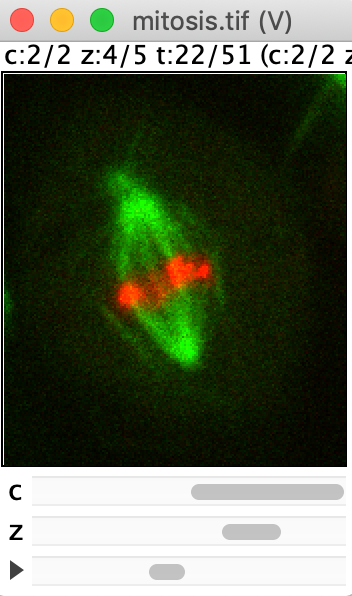 mitosis.tif (V)
c:2/2 z:4/5 t:22/51 (c:2/2 z
C
Z